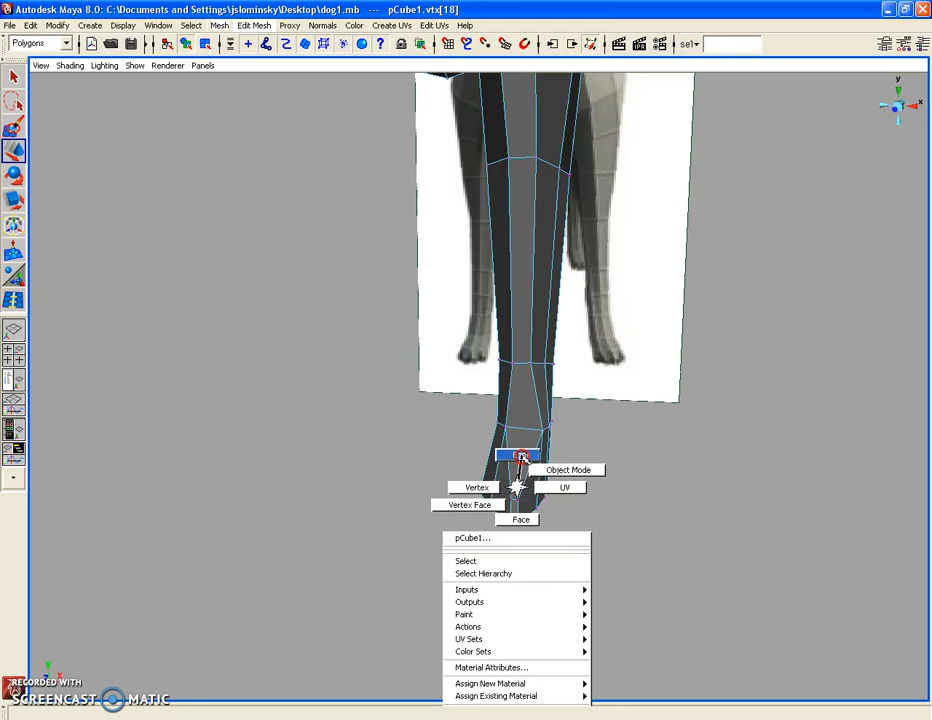 Autodesk Maya 8.0: C:\Documents and Settings\jslominsky\Desktop\dog1.mb --- pCube1.vtx[18]
File Edit Modify Create Display Window Select Mesh Edit Mesh Proxy Normals Color Create UVs Edit UVs Help
Polygons
sel
View Shading Lighting Show Renderer Panels
y
x
Object Mode
Vertex
UV
Vertex Face
Face
pCube1...
Select
Select Hierarchy
Inputs
Outputs
Paint
Actions
UV Sets
Color Sets
Material Attributes...
Assign New Material
Assign Existing Material
y
x
RECORDED WITH
SCREENCAST MATIC